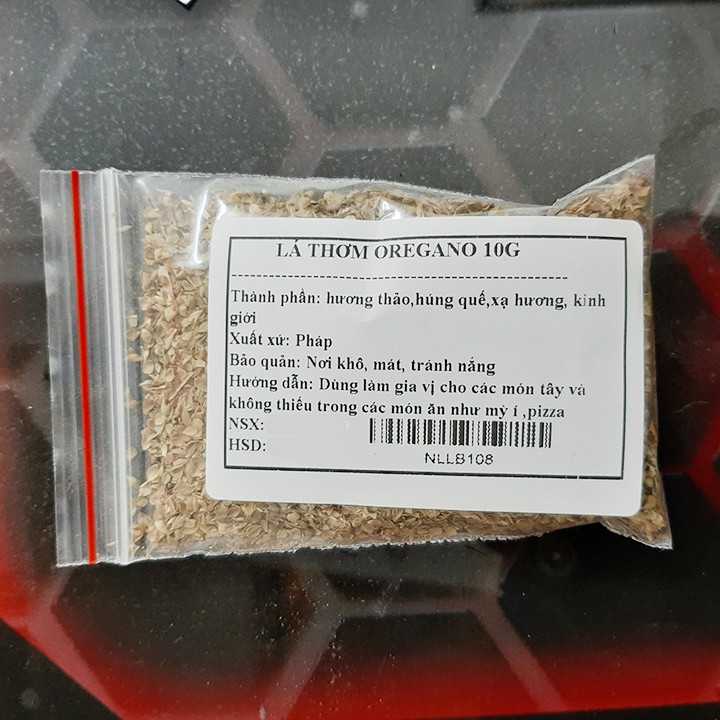 LÁ THƠM OREGANO 10G
Thành phần: hương thảo,húng quế,xạ hương, kinh
giới
Xuất xứ: Pháp
Bảo quản: Nơi khô, mát, tránh nắng
Hướng dẫn: Dùng làm gia vị cho các món tây và
không thiếu trong các món ăn như mỳ í ,pizza
NSX:
HSD:
NLLB108